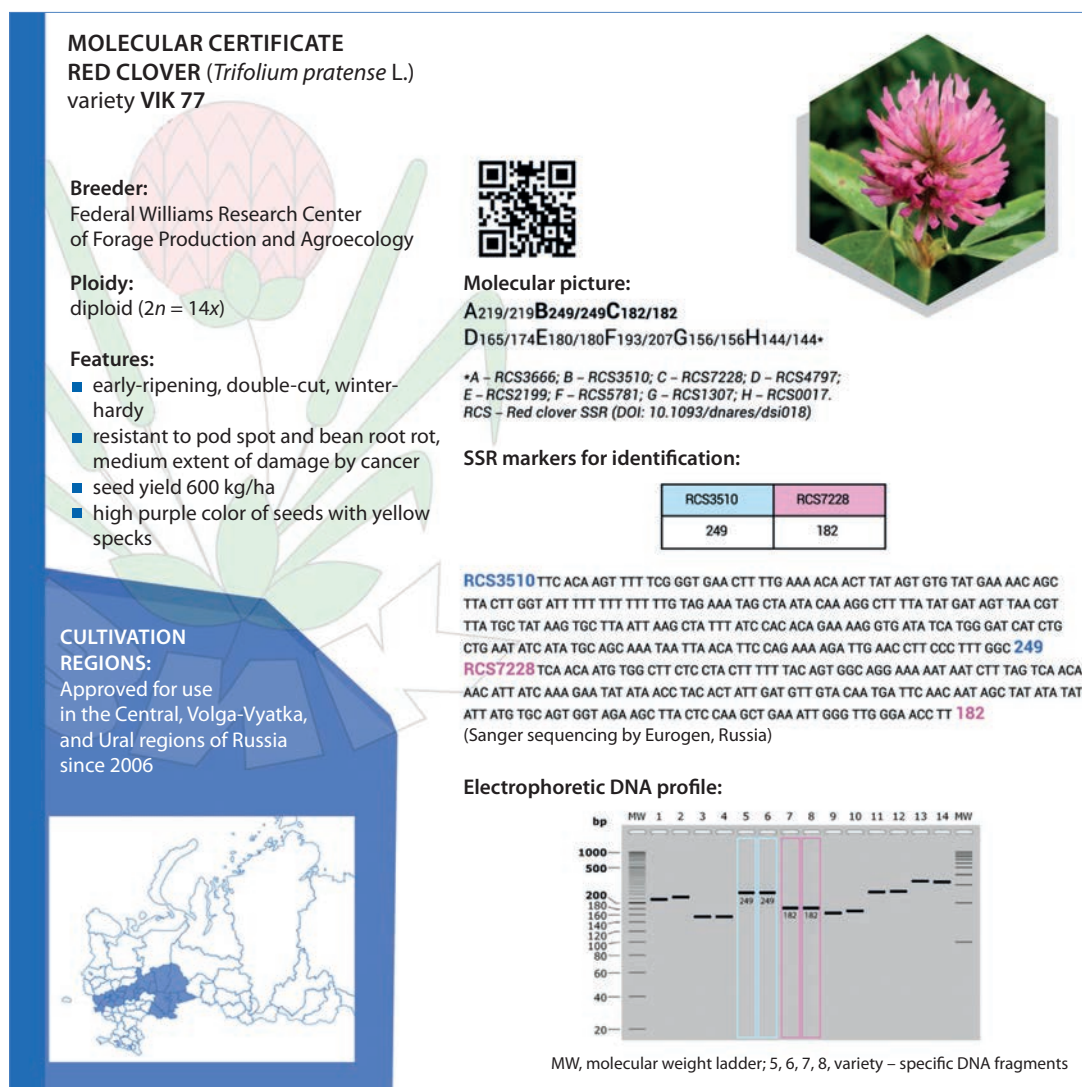 MOLECULAR CERTIFICATE
RED CLOVER (Trifolium pratense L.)
variety VIK 77
Breeder:
Federal Williams Research Center
of Forage Production and Agroecology
Ploidy:
diploid (2n = 14x)
Features:
early-ripening, double-cut, winter-
hardy
resistant to pod spot and bean root rot,
medium extent of damage by cancer
seed yield 600 kg/ha
high purple color of seeds with yellow
specks
CULTIVATION
REGIONS:
Approved for use
in the Central, Volga-Vyatka,
and Ural regions of Russia
since 2006
Molecular picture:
A219/219B249/249C182/182
D165/174E180/180F193/207G156/156H144/144*
*A – RCS3666; B – RCS3510; C – RCS7228; D – RCS4797;
E – RCS2199; F – RCS5781; G – RCS1307; H – RCS0017.
RCS – Red clover SSR (DOI: 10.1093/dnares/dsi018)
SSR markers for identification:
RCS3510 RCS7228
249 182
RCS3510 TTC ACA AGT TTT TCG GGT GAA CTT TTG AAA ACA ACT TAT AGT GTG TAT GAA AAC AGC
TTA CTT GGT ATT TTT TTT TTT TTG TAG AAA TAG CTA ATA CAA AGG CTT TTA TAT GAT AGT TAA CGT
TTA TGC TAT AAG TGC TTA ATT AAG CTA TTT ATC CAC ACA GAA AAG GTG ATA TCA TGG GAT CAT CTG
CTG AAT ATC ATA TGC AGC AAA TAA TTA ACA TTC CAG AAA AGA TTG AAC CTT CCC TTT GGC 249
RCS7228 TCA ACA ATG TGG CTT CTC CTA CTT TTT TAC AGT GGC AGG AAA AAT AAT CTT TAG TCA ACA
AAC ATT ATC AAA GAA TAT ATA ACC TAC ACT ATT GAT GTT GTA CAA TGA TTC AAC AAT AGC TAT ATA TAT
ATT ATG TGC AGT GGT AGA AGC TTA CTC CAA GCT GAA ATT GGG TTG GGA ACC TT 182
(Sanger sequencing by Eurogen, Russia)
Electrophoretic DNA profile:
bp MW 1 2 3 4 5 6 7 8 9 10 11 12 13 14 MW
1000
500
200
180
160
140
120
100
80
60
40
20
249 249 182 182
MW, molecular weight ladder; 5, 6, 7, 8, variety – specific DNA fragments